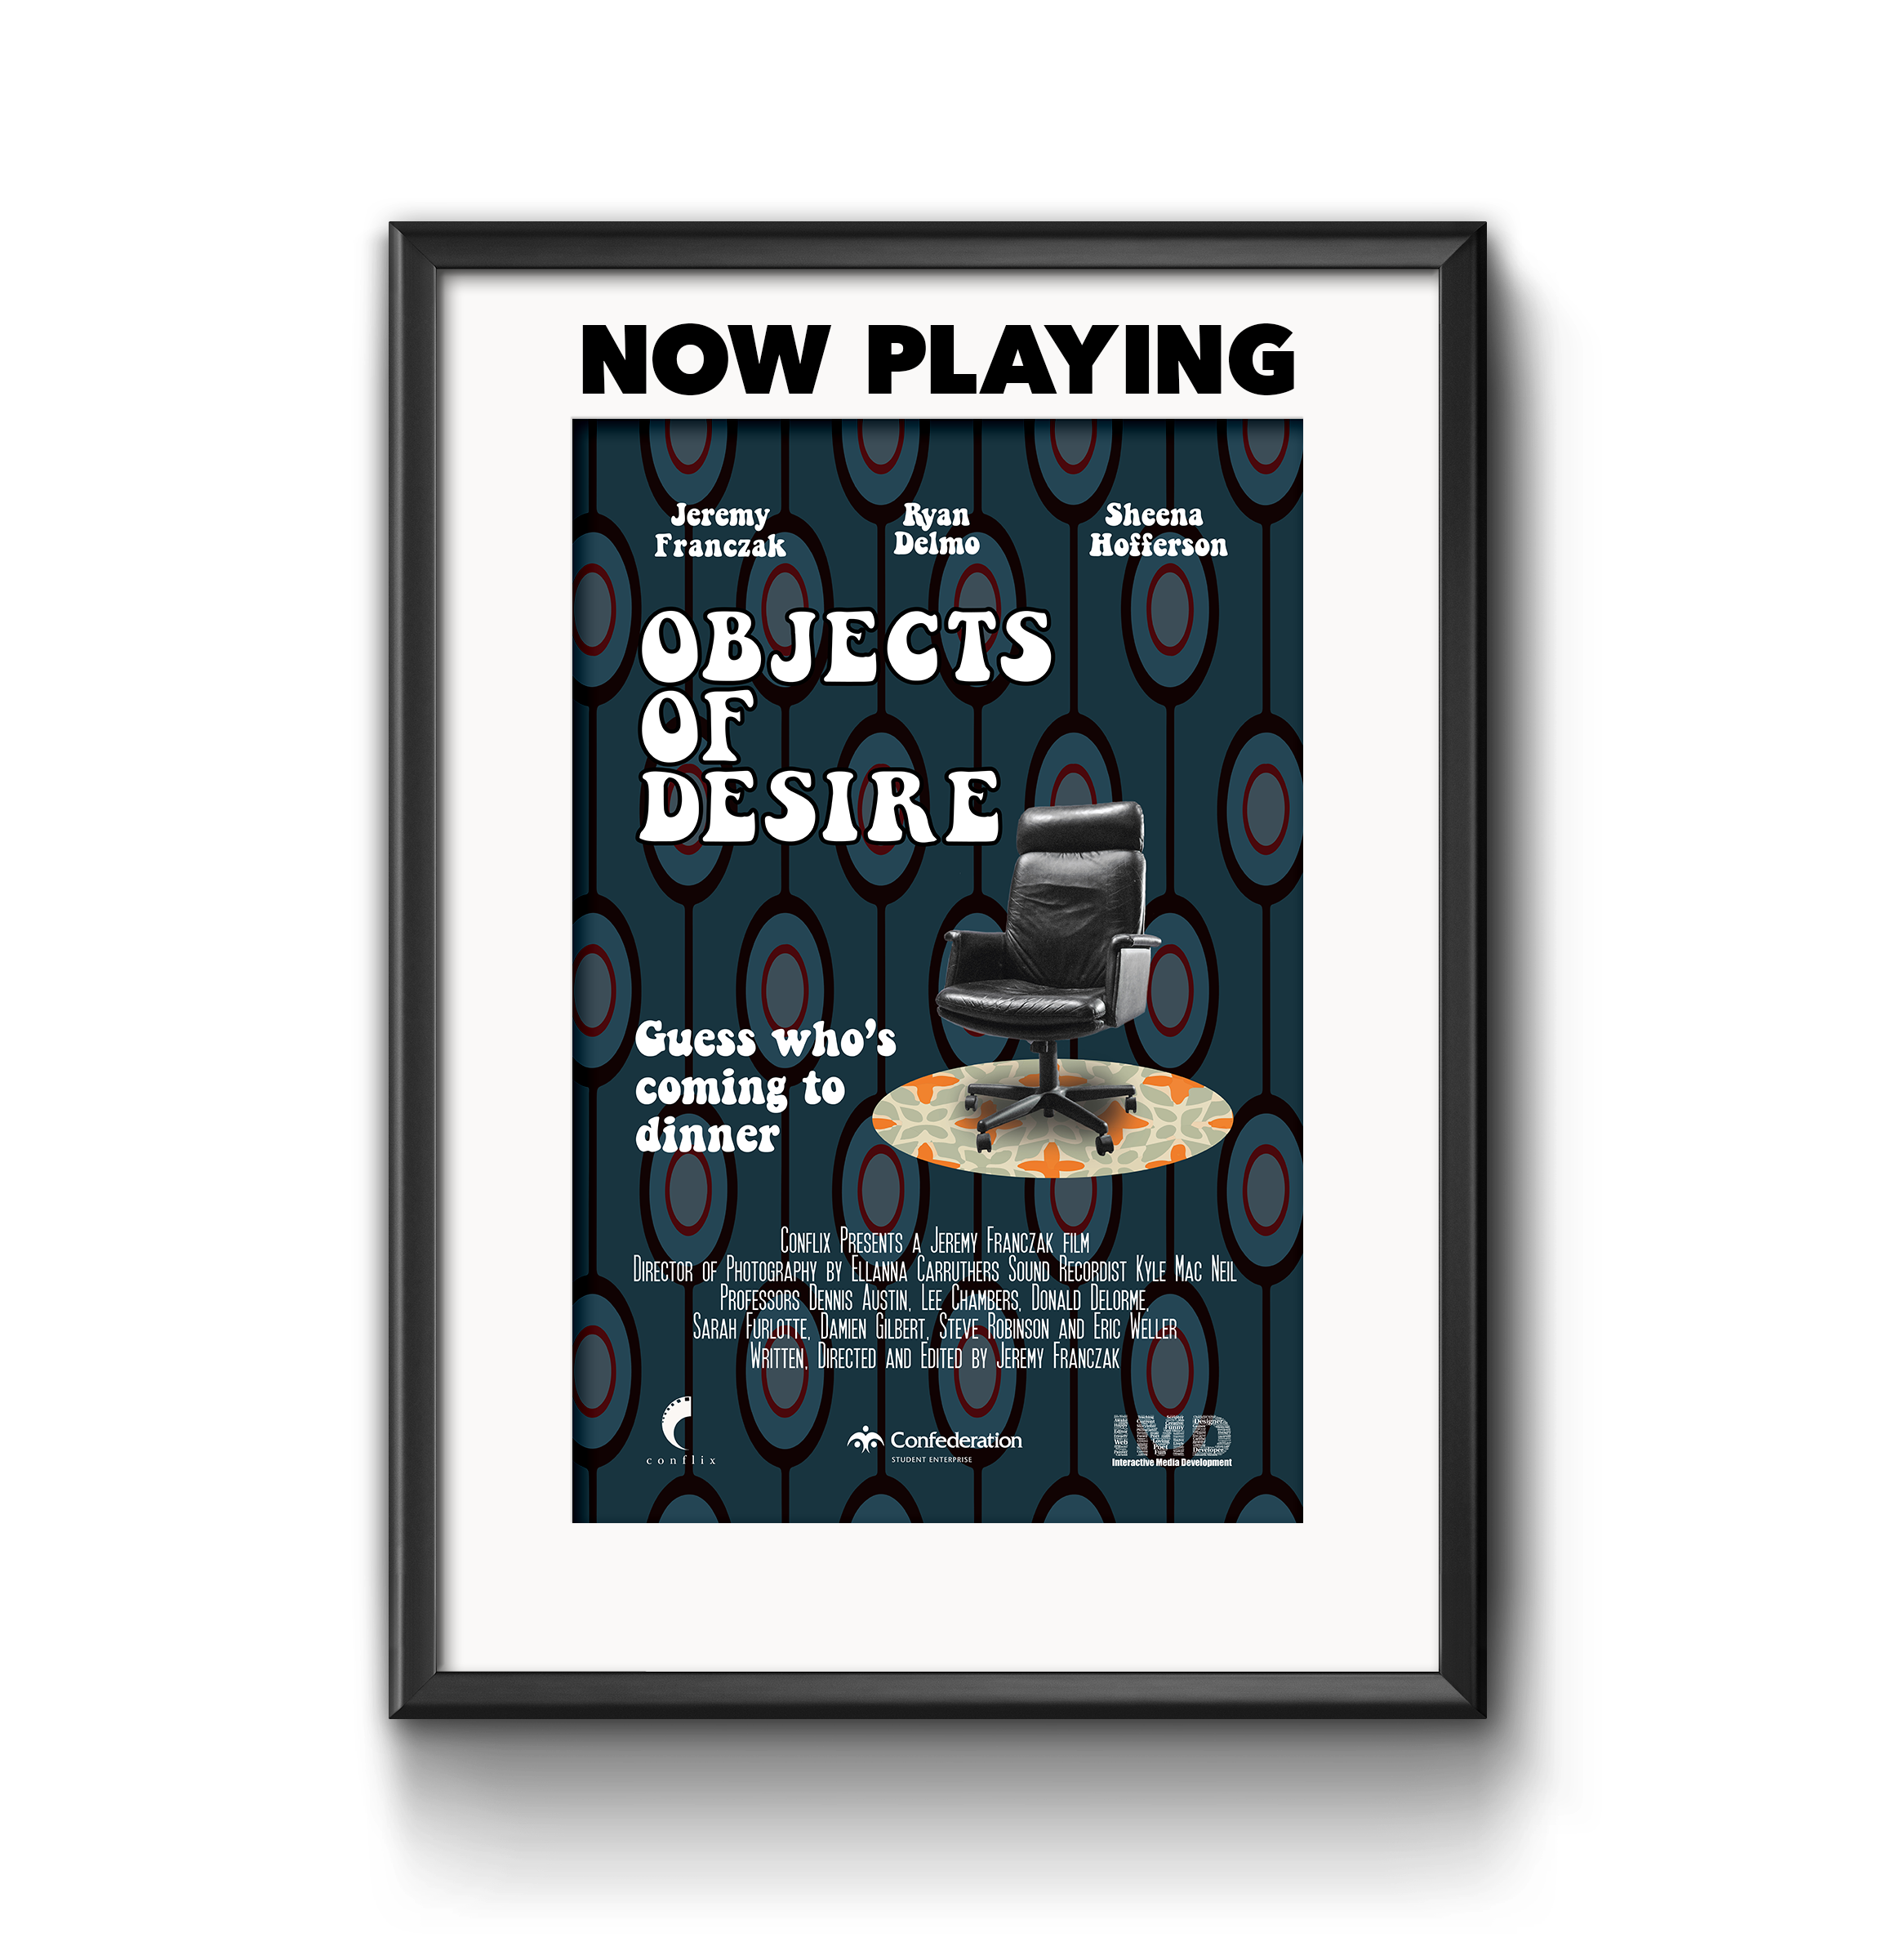 NOW PLAYING
Jeremy
Franczak
Ryan
Delmo
Sheena
Hofferson
OBJECTS
OF
DESIRE
Guess who's
coming to
dinner
Conflix Presents a Jeremy Franczak film
Director of Photography by Ellanna Carruthers Sound Recordist Kyle Mac Neil
Professors Dennis Austin, Lee Chambers, Donald Delorme,
Sarah Furlotte, Damien Gilbert, Steve Robinson and Eric Weller
Written, Directed and Edited by Jeremy Franczak
conflix
Confederation
STUDENT ENTERPRISE
IMD
Interactive Media Development